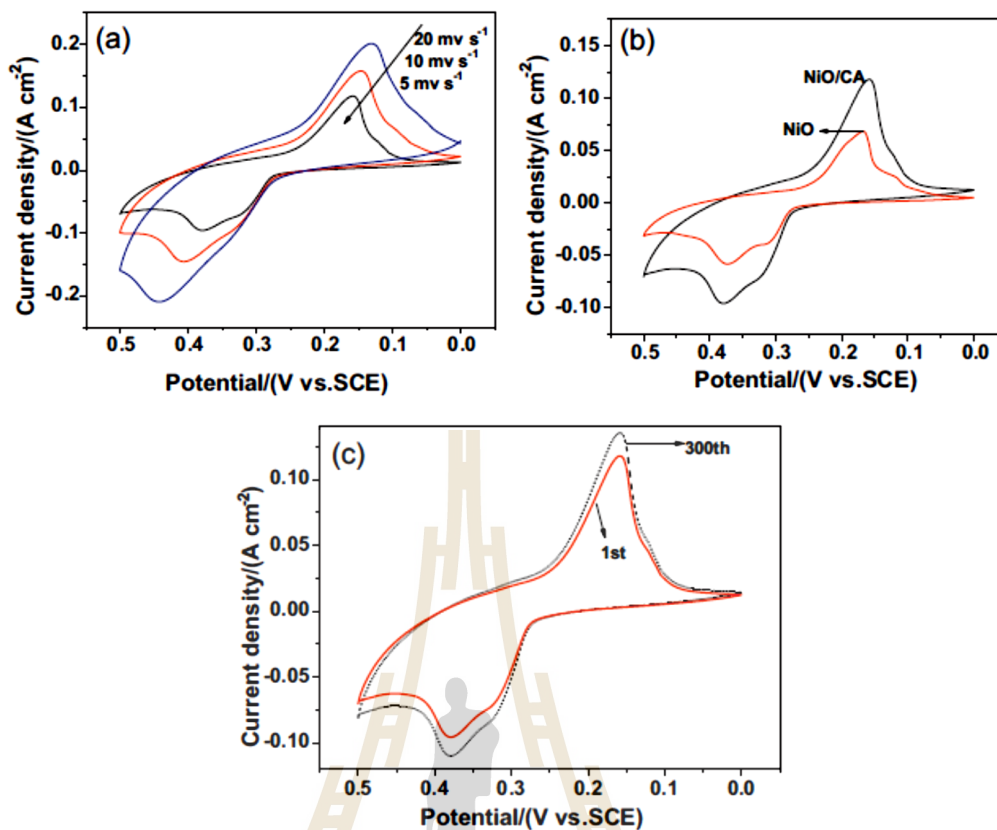 (a)
20 mv s⁻¹
10 mv s⁻¹
5 mv s⁻¹
0.2
0.1
0.0
-0.1
-0.2
Current density/(A cm⁻²)
0.5 0.4 0.3 0.2 0.1 0.0
Potential/(V vs.SCE)
(b)
NiO/CA
NiO
0.15
0.10
0.05
0.00
-0.05
-0.10
Current density/(A cm⁻²)
0.5 0.4 0.3 0.2 0.1 0.0
Potential/(V vs.SCE)
(c)
300th
1st
0.10
0.05
0.00
-0.05
-0.10
Current density/(A cm⁻²)
0.5 0.4 0.3 0.2 0.1 0.0
Potential/(V vs.SCE)